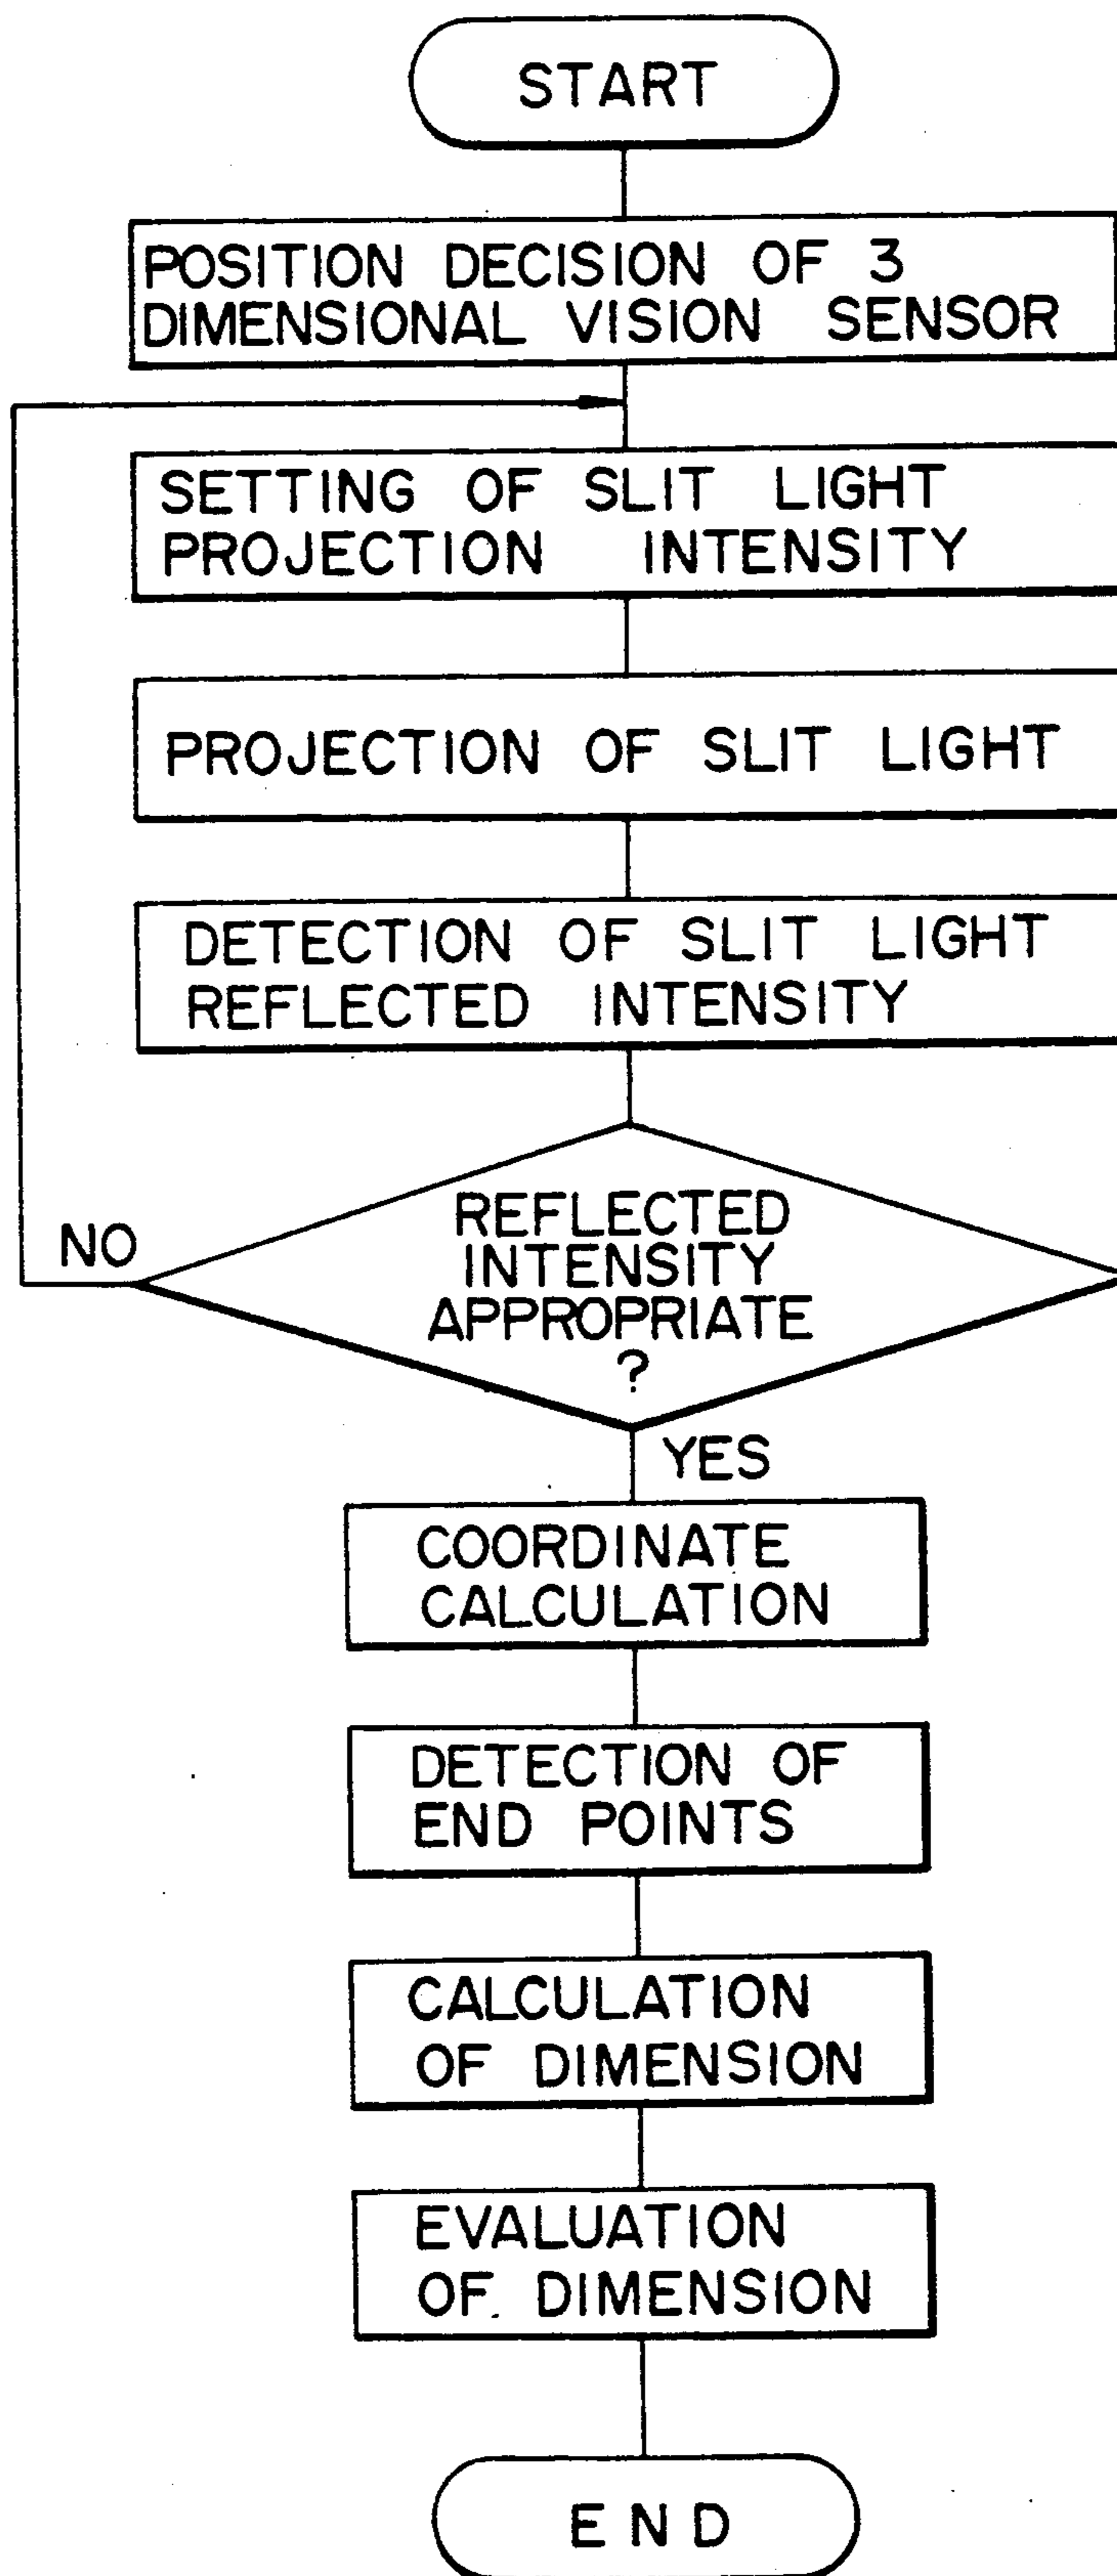 START
POSITION DECISION OF 3
DIMENSIONAL VISION SENSOR
SETTING OF SLIT LIGHT
PROJECTION INTENSITY
PROJECTION OF SLIT LIGHT
DETECTION OF SLIT LIGHT
REFLECTED INTENSITY
REFLECTED
INTENSITY
APPROPRIATE
?
NO
YES
COORDINATE
CALCULATION
DETECTION OF
END POINTS
CALCULATION
OF DIMENSION
EVALUATION
OF DIMENSION
END